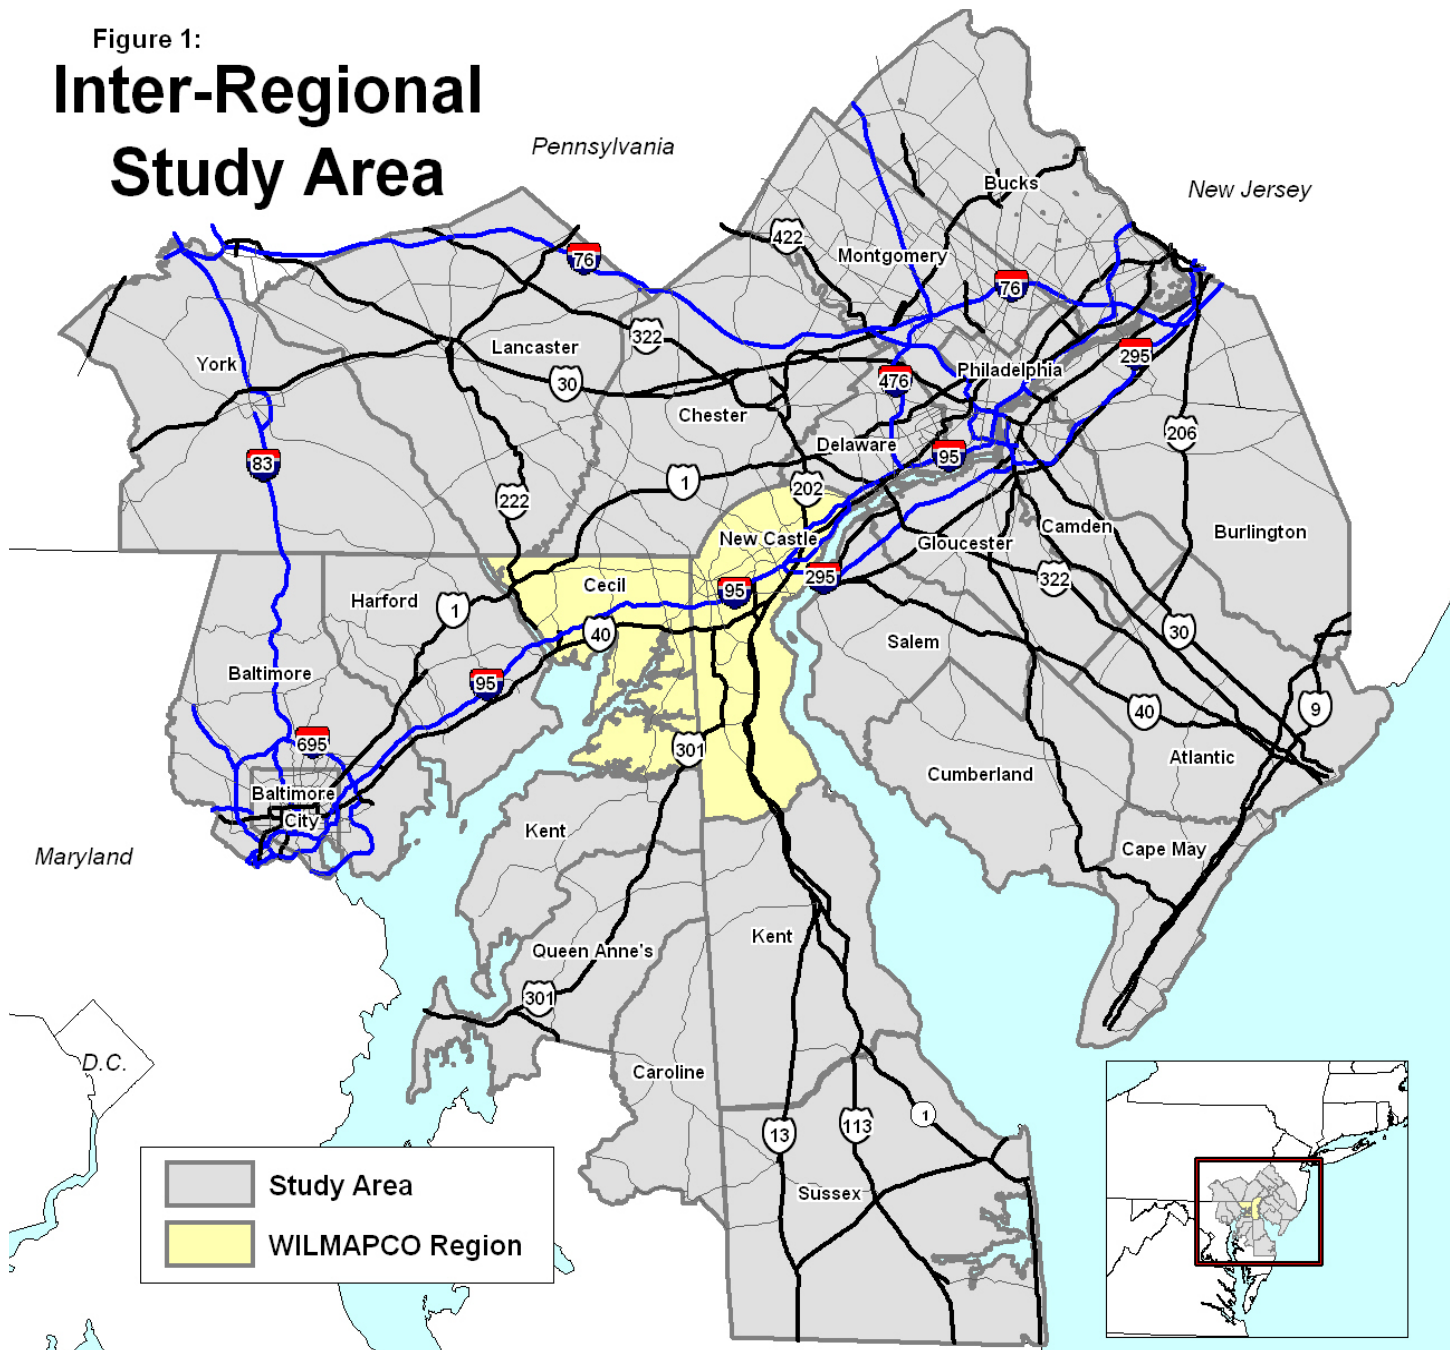 Figure 1:
Inter-Regional
Study Area
Pennsylvania
New Jersey
Bucks
422
Montgomery
76
76
322
Lancaster
York
295
Philadelphia
30
476
Chester
206
Delaware
95
83
1
202
222
Camden
Burlington
New Castle
Gloucester
295
322
Cecil
95
Harford
1
40
30
Salem
Baltimore
95
9
40
695
301
Atlantic
Cumberland
Baltimore
City
Kent
Cape May
Maryland
Kent
Queen Anne's
301
D.C.
Caroline
13
113
1
Sussex
Study Area
WILMAPCO Region